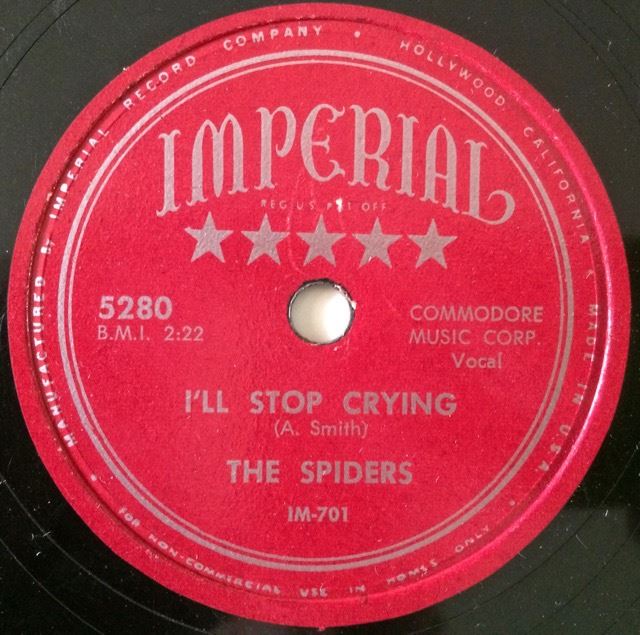 MANUFACTURED BY IMPERIAL RECORD COMPANY • HOLLYWOOD, CALIFORNIA • MADE IN U.S.A.
IMPERIAL
REG. U.S. PAT. OFF.
5280
B.M.I. 2:22
COMMODORE
MUSIC CORP.
Vocal
I'LL STOP CRYING
(A. Smith)
THE SPIDERS
IM-701
FOR NON-COMMERCIAL USE IN HOMES ONLY